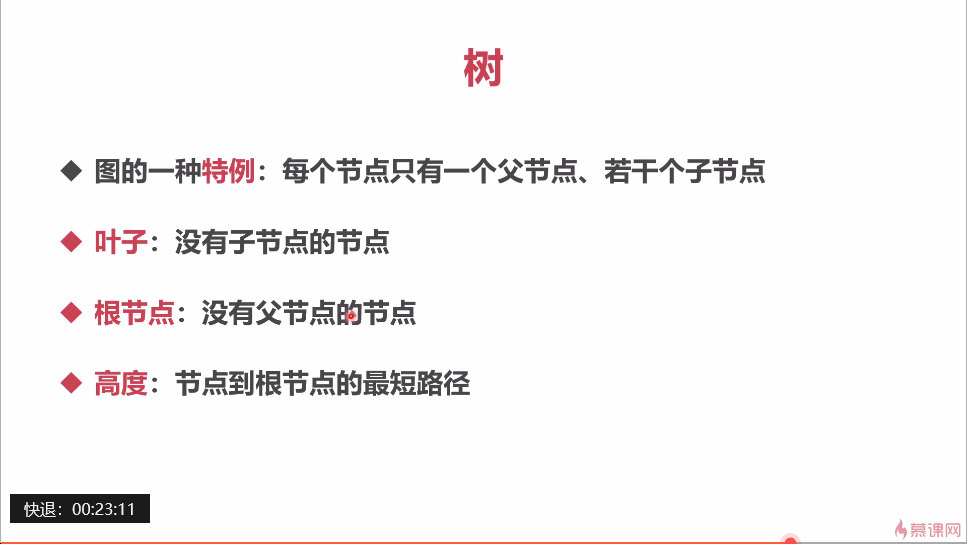 树
图的一种特例：每个节点只有一个父节点、若干个子节点
叶子：没有子节点的节点
根节点：没有父节点的节点
高度：节点到根节点的最短路径
快退：00:23:11
慕课网